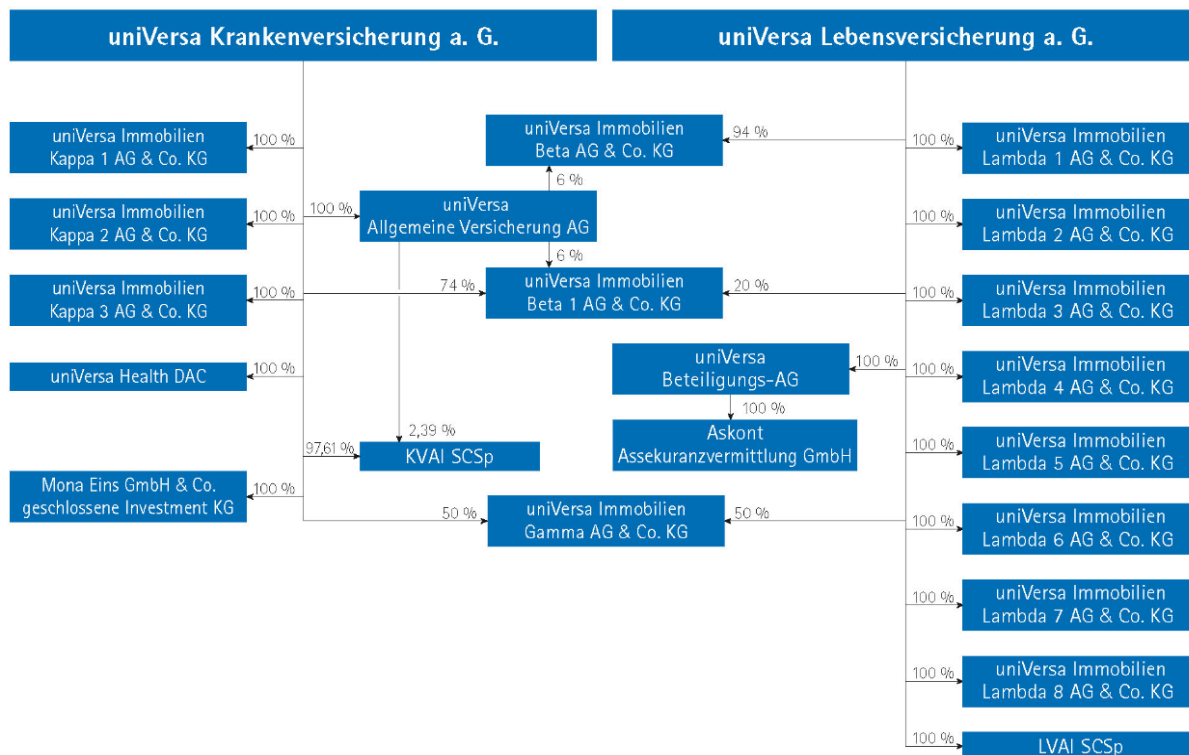 uniVersa Krankenversicherung a. G.
uniVersa Lebensversicherung a. G.
uniVersa Immobilien
Kappa 1 AG & Co. KG
100 %
uniVersa Immobilien
Beta AG & Co. KG
94 %
100 %
uniVersa Immobilien
Lambda 1 AG & Co. KG
6 %
uniVersa Immobilien
Kappa 2 AG & Co. KG
100 %
100 %
uniVersa
Allgemeine Versicherung AG
100 %
uniVersa Immobilien
Lambda 2 AG & Co. KG
6 %
uniVersa Immobilien
Kappa 3 AG & Co. KG
100 %
74 %
uniVersa Immobilien
Beta 1 AG & Co. KG
20 %
100 %
uniVersa Immobilien
Lambda 3 AG & Co. KG
uniVersa Health DAC
100 %
uniVersa
Beteiligungs-AG
100 %
100 %
uniVersa Immobilien
Lambda 4 AG & Co. KG
100 %
97,61 %
2,39 %
KVAI SCSp
Askont
Assekuranzvermittlung GmbH
100 %
uniVersa Immobilien
Lambda 5 AG & Co. KG
Mona Eins GmbH & Co.
geschlossene Investment KG
100 %
50 %
uniVersa Immobilien
Gamma AG & Co. KG
50 %
100 %
uniVersa Immobilien
Lambda 6 AG & Co. KG
100 %
uniVersa Immobilien
Lambda 7 AG & Co. KG
100 %
uniVersa Immobilien
Lambda 8 AG & Co. KG
100 %
LVAI SCSp